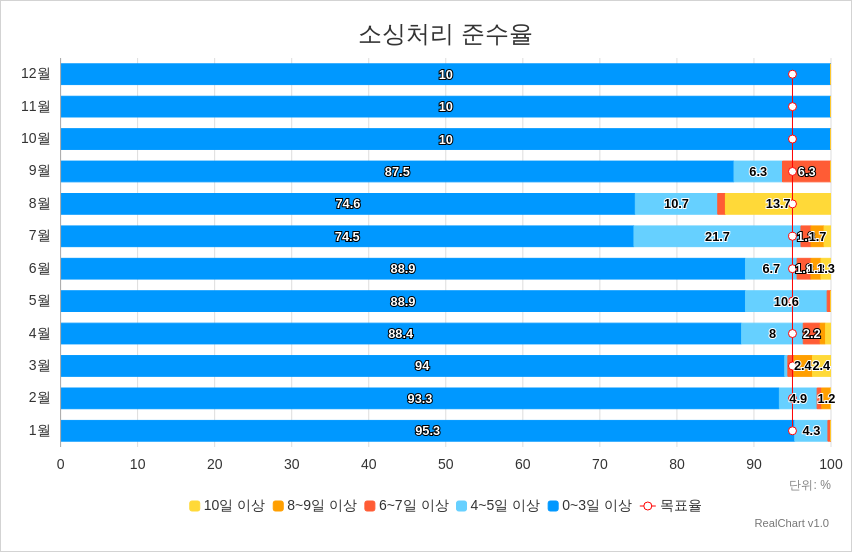 소싱처리 준수율
12월 10
11월 10
10월 10
9월 87.5 6.3 6.3
8월 74.6 10.7 13.7
7월 74.5 21.7 1.7
6월 88.9 6.7
5월 88.9 10.6
4월 88.4 8 2.2
3월 94 2.4 2.4
2월 93.3 4.9 1.2
1월 95.3 4.3
0 10 20 30 40 50 60 70 80 90 100
단위: %
10일 이상 8~9일 이상 6~7일 이상 4~5일 이상 0~3일 이상 목표율
RealChart v1.0